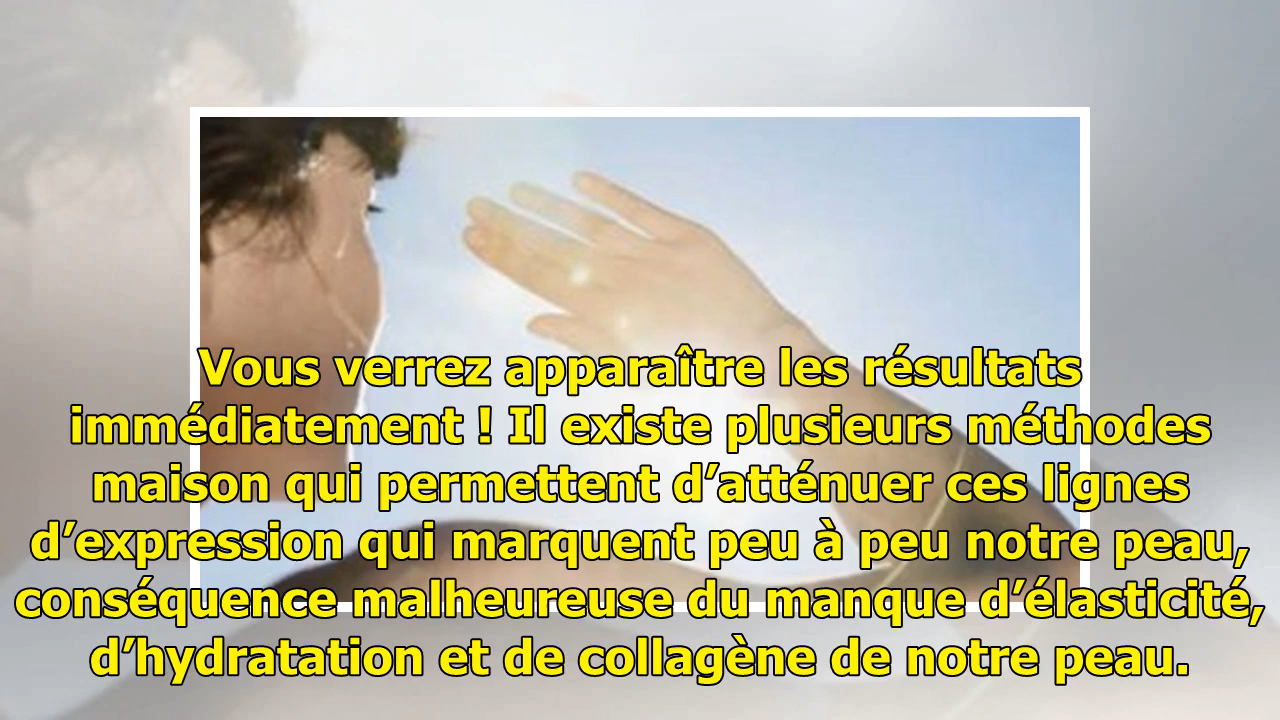 Vous verrez apparaître les résultats
immédiatement ! Il existe plusieurs méthodes
maison qui permettent d’atténuer ces lignes
d’expression qui marquent peu à peu notre peau,
conséquence malheureuse du manque d’élasticité,
d’hydratation et de collagène de notre peau.